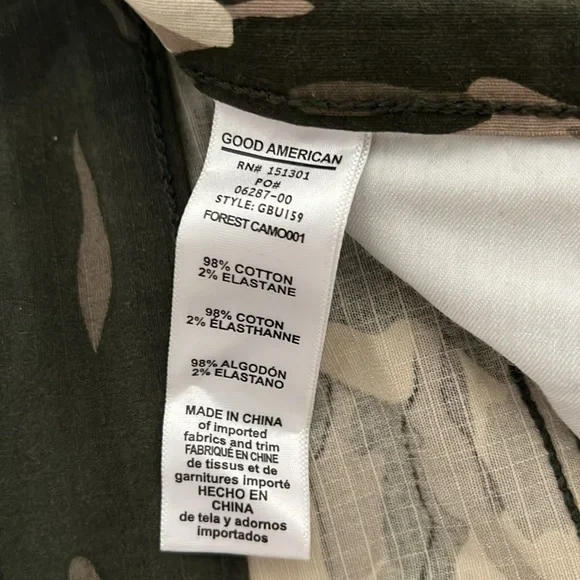 GOOD AMERICAN
RN# 151301
PO#
06287-00
STYLE: GBU159
FOREST CAMO001
98% COTTON
2% ELASTANE
98% COTON
2% ÉLASTHANNE
98% ALGODÓN
2% ELASTANO
MADE IN CHINA
of imported
fabrics and trim
FABRIQUÉ EN CHINE
de tissus et de
garnitures importé
HECHO EN
CHINA
de tela y adornos
importados